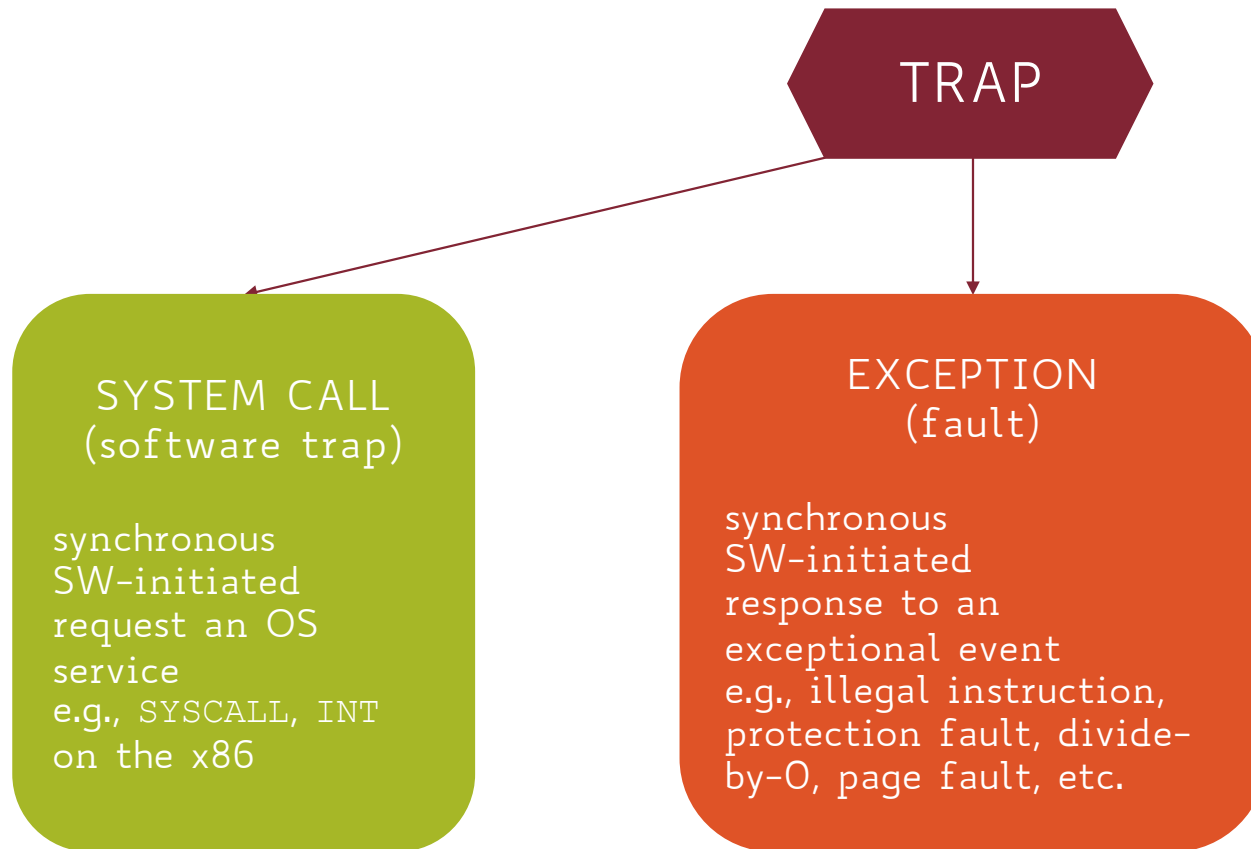 TRAP
SYSTEM CALL
(software trap)
synchronous
SW-initiated
request an OS
service
e.g., SYSCALL, INT
on the x86
EXCEPTION
(fault)
synchronous
SW-initiated
response to an
exceptional event
e.g., illegal instruction,
protection fault, divide-
by-0, page fault, etc.